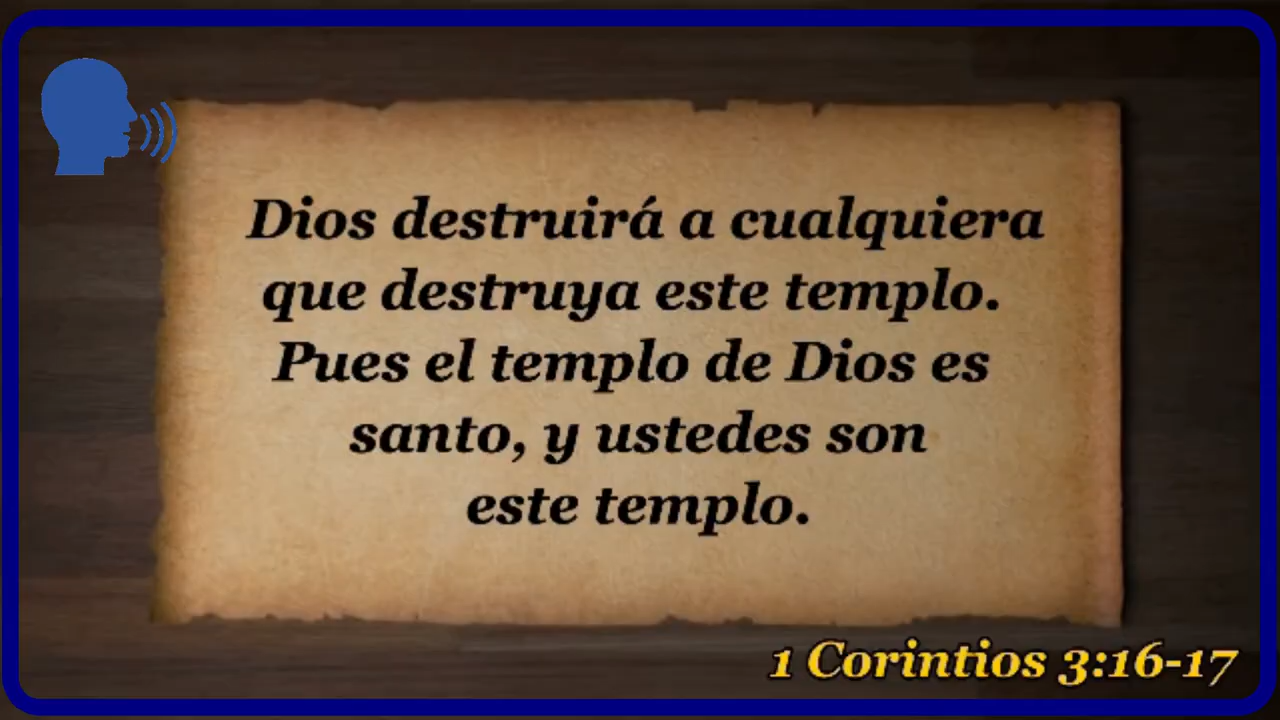 Dios destruirá a cualquiera
que destruya este templo.
Pues el templo de Dios es
santo, y ustedes son
este templo.
1 Corintios 3:16-17